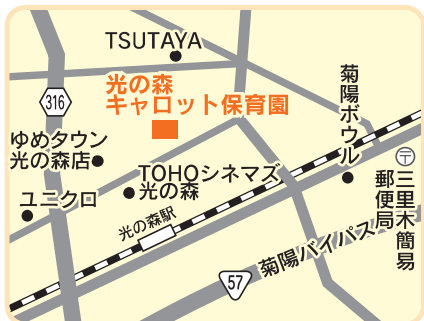 TSUTAYA
光の森
キャロット保育園
316
ゆめタウン
光の森店
TOHOシネマズ
光の森
ユニクロ
光の森駅
菊陽ボウル
〒
三里木簡易
郵便局
菊陽バイパス
57